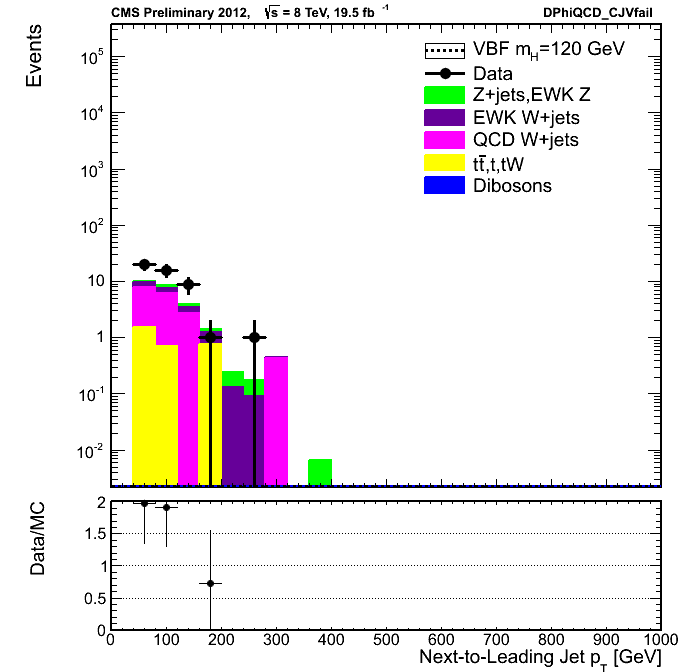 CMS Preliminary 2012, √s = 8 TeV, 19.5 fb⁻¹ DPhiQCD_CJVfail
Events
10⁵
10⁴
10³
10²
10
1
10⁻¹
10⁻²
VBF m_H=120 GeV
Data
Z+jets,EWK Z
EWK W+jets
QCD W+jets
tt̄,t,tW
Dibosons
Data/MC
2
1.5
1
0.5
0
0 100 200 300 400 500 600 700 800 900 1000
Next-to-Leading Jet p_T [GeV]